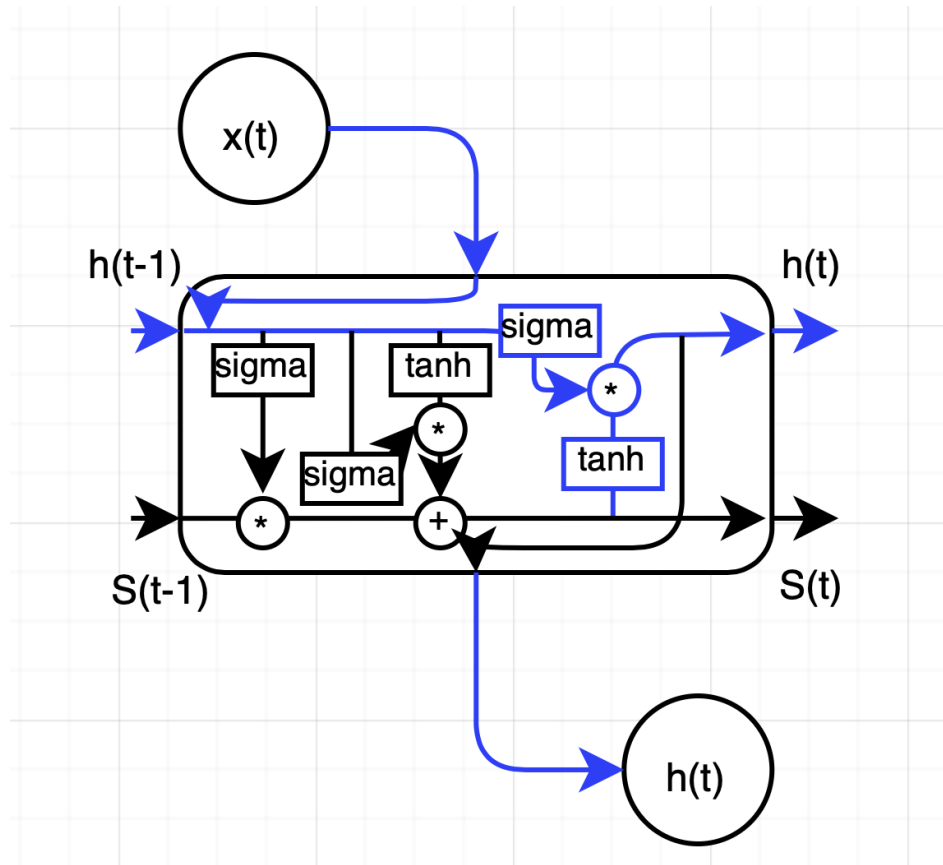 x(t)
h(t-1)
h(t)
sigma
sigma
tanh
*
*
tanh
sigma
*
+
S(t-1)
S(t)
h(t)